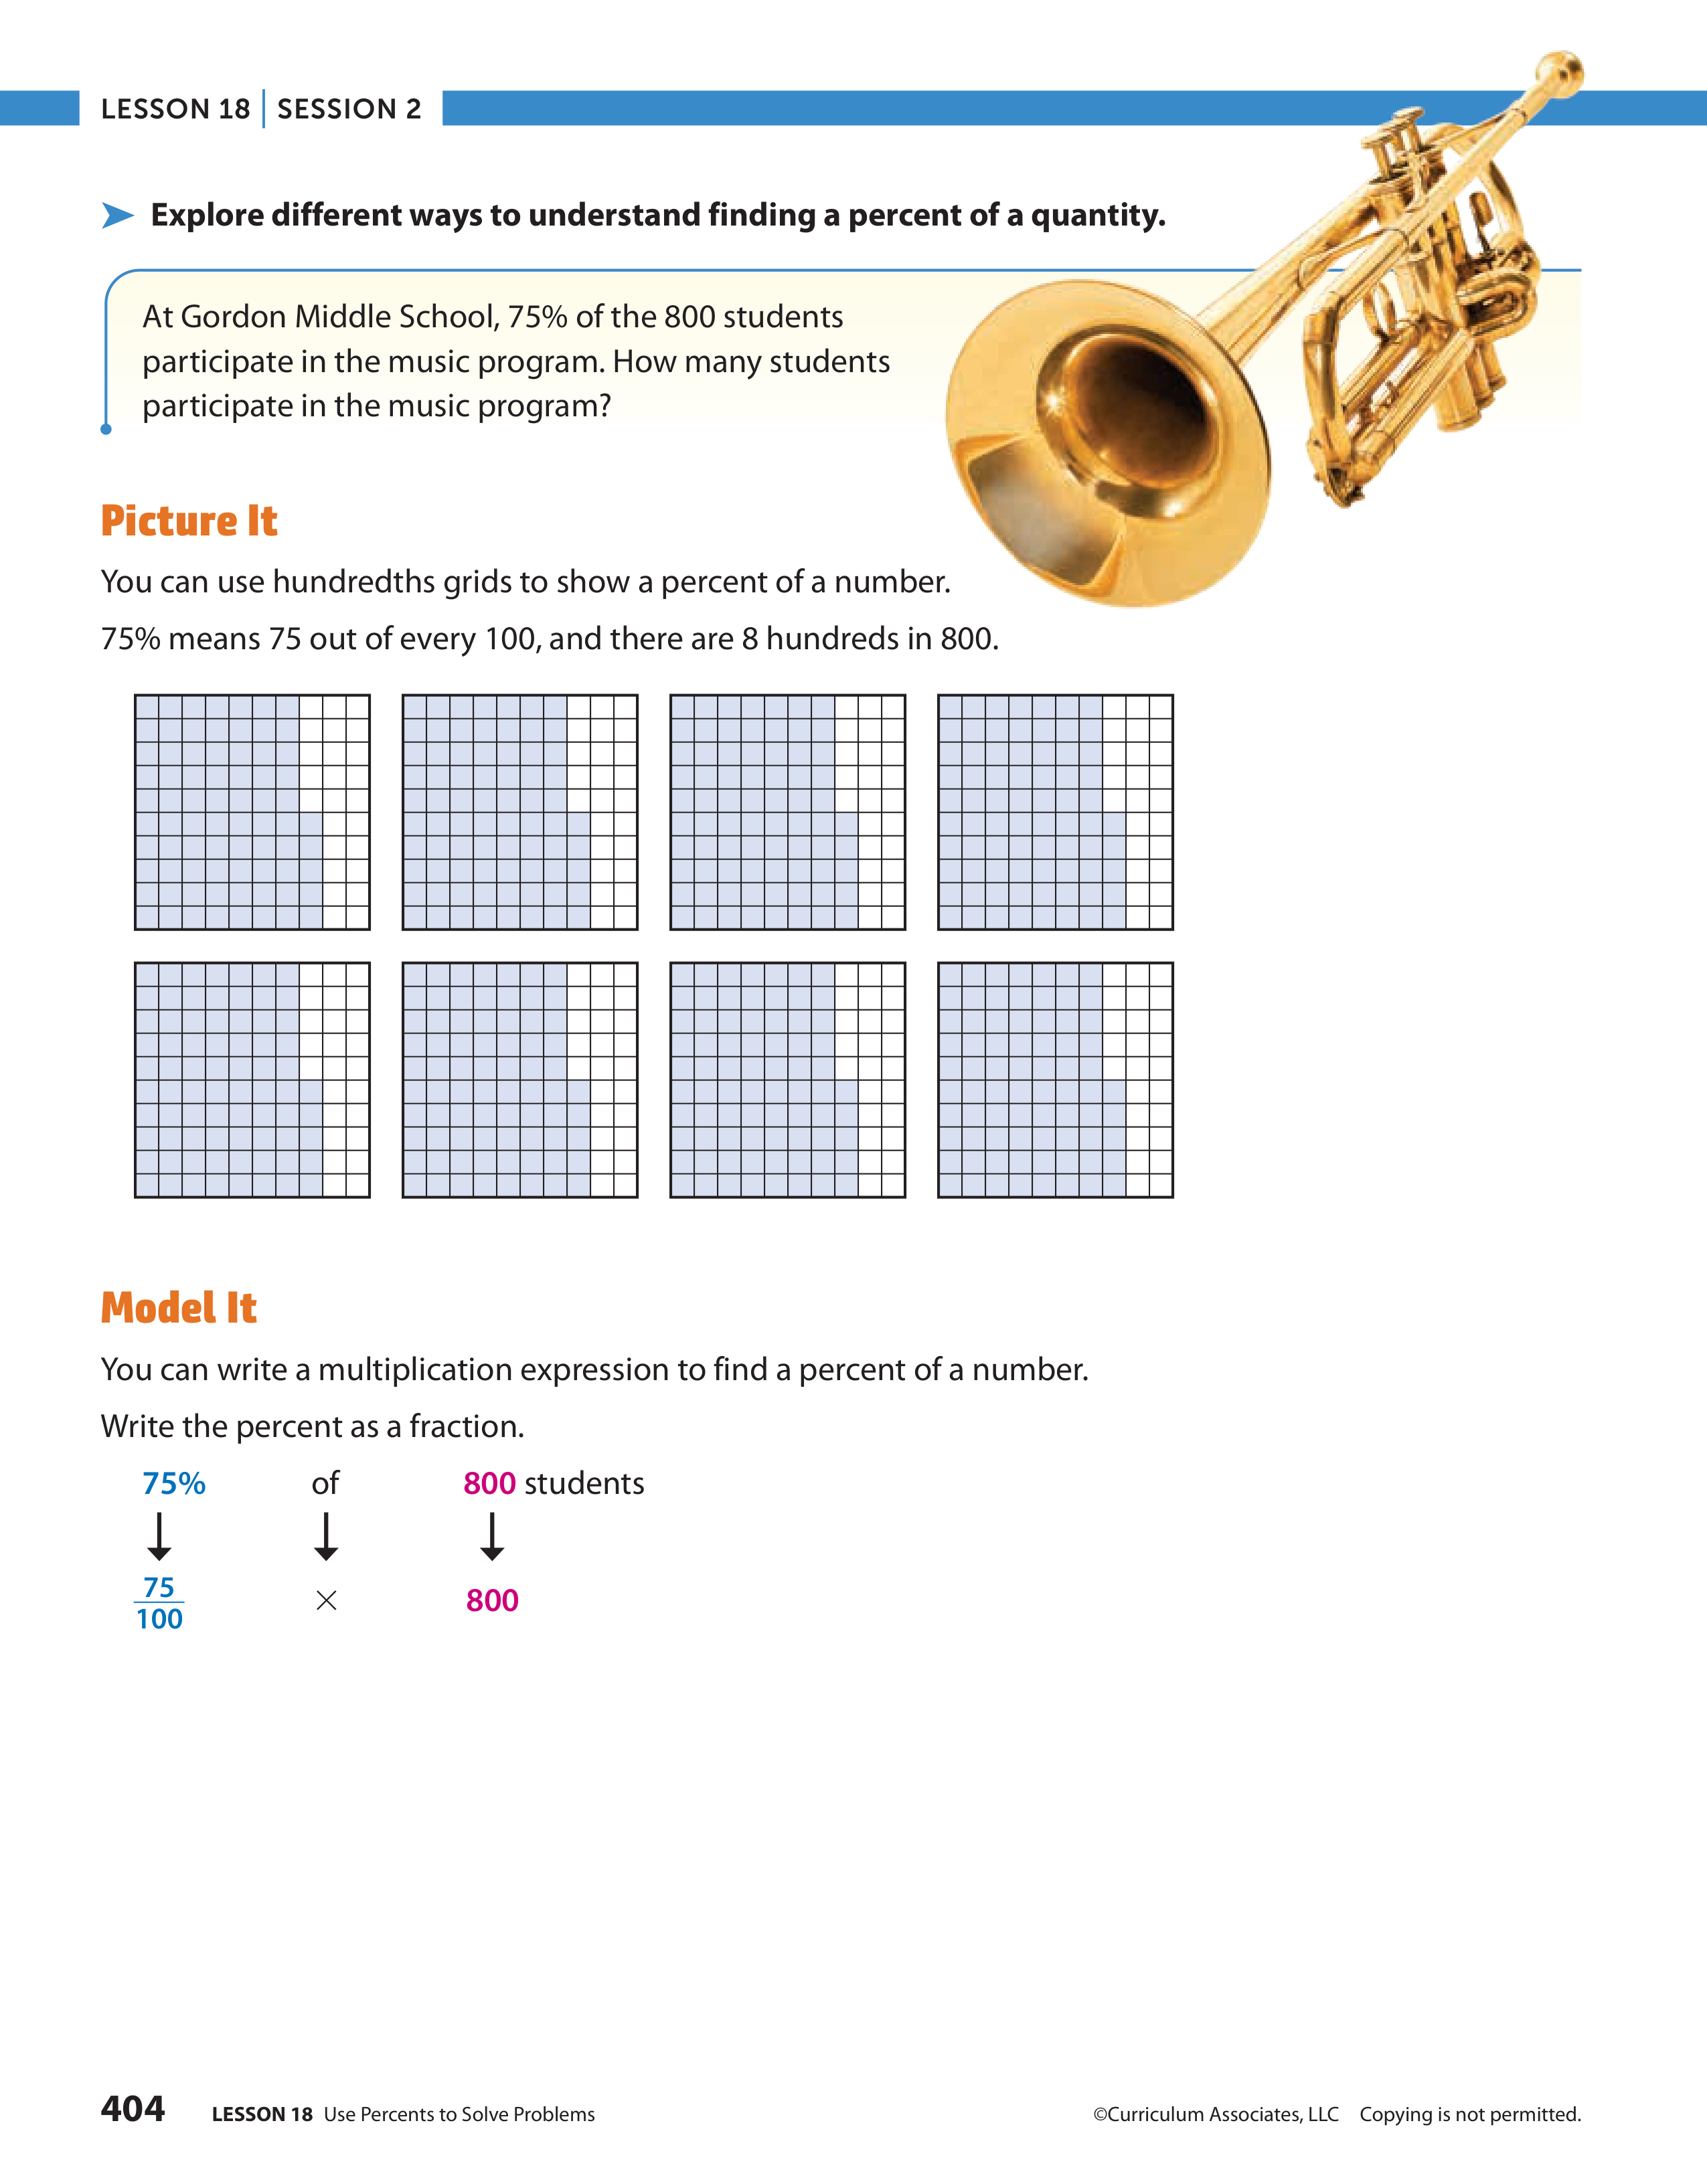 LESSON 18 | SESSION 2
Explore different ways to understand finding a percent of a quantity.
At Gordon Middle School, 75% of the 800 students
participate in the music program. How many students
participate in the music program?
Picture It
You can use hundredths grids to show a percent of a number.
75% means 75 out of every 100, and there are 8 hundreds in 800.
Model It
You can write a multiplication expression to find a percent of a number.
Write the percent as a fraction.
75% of 800 students
↓ ↓ ↓
75
100
× 800
404 LESSON 18 Use Percents to Solve Problems ©Curriculum Associates, LLC Copying is not permitted.